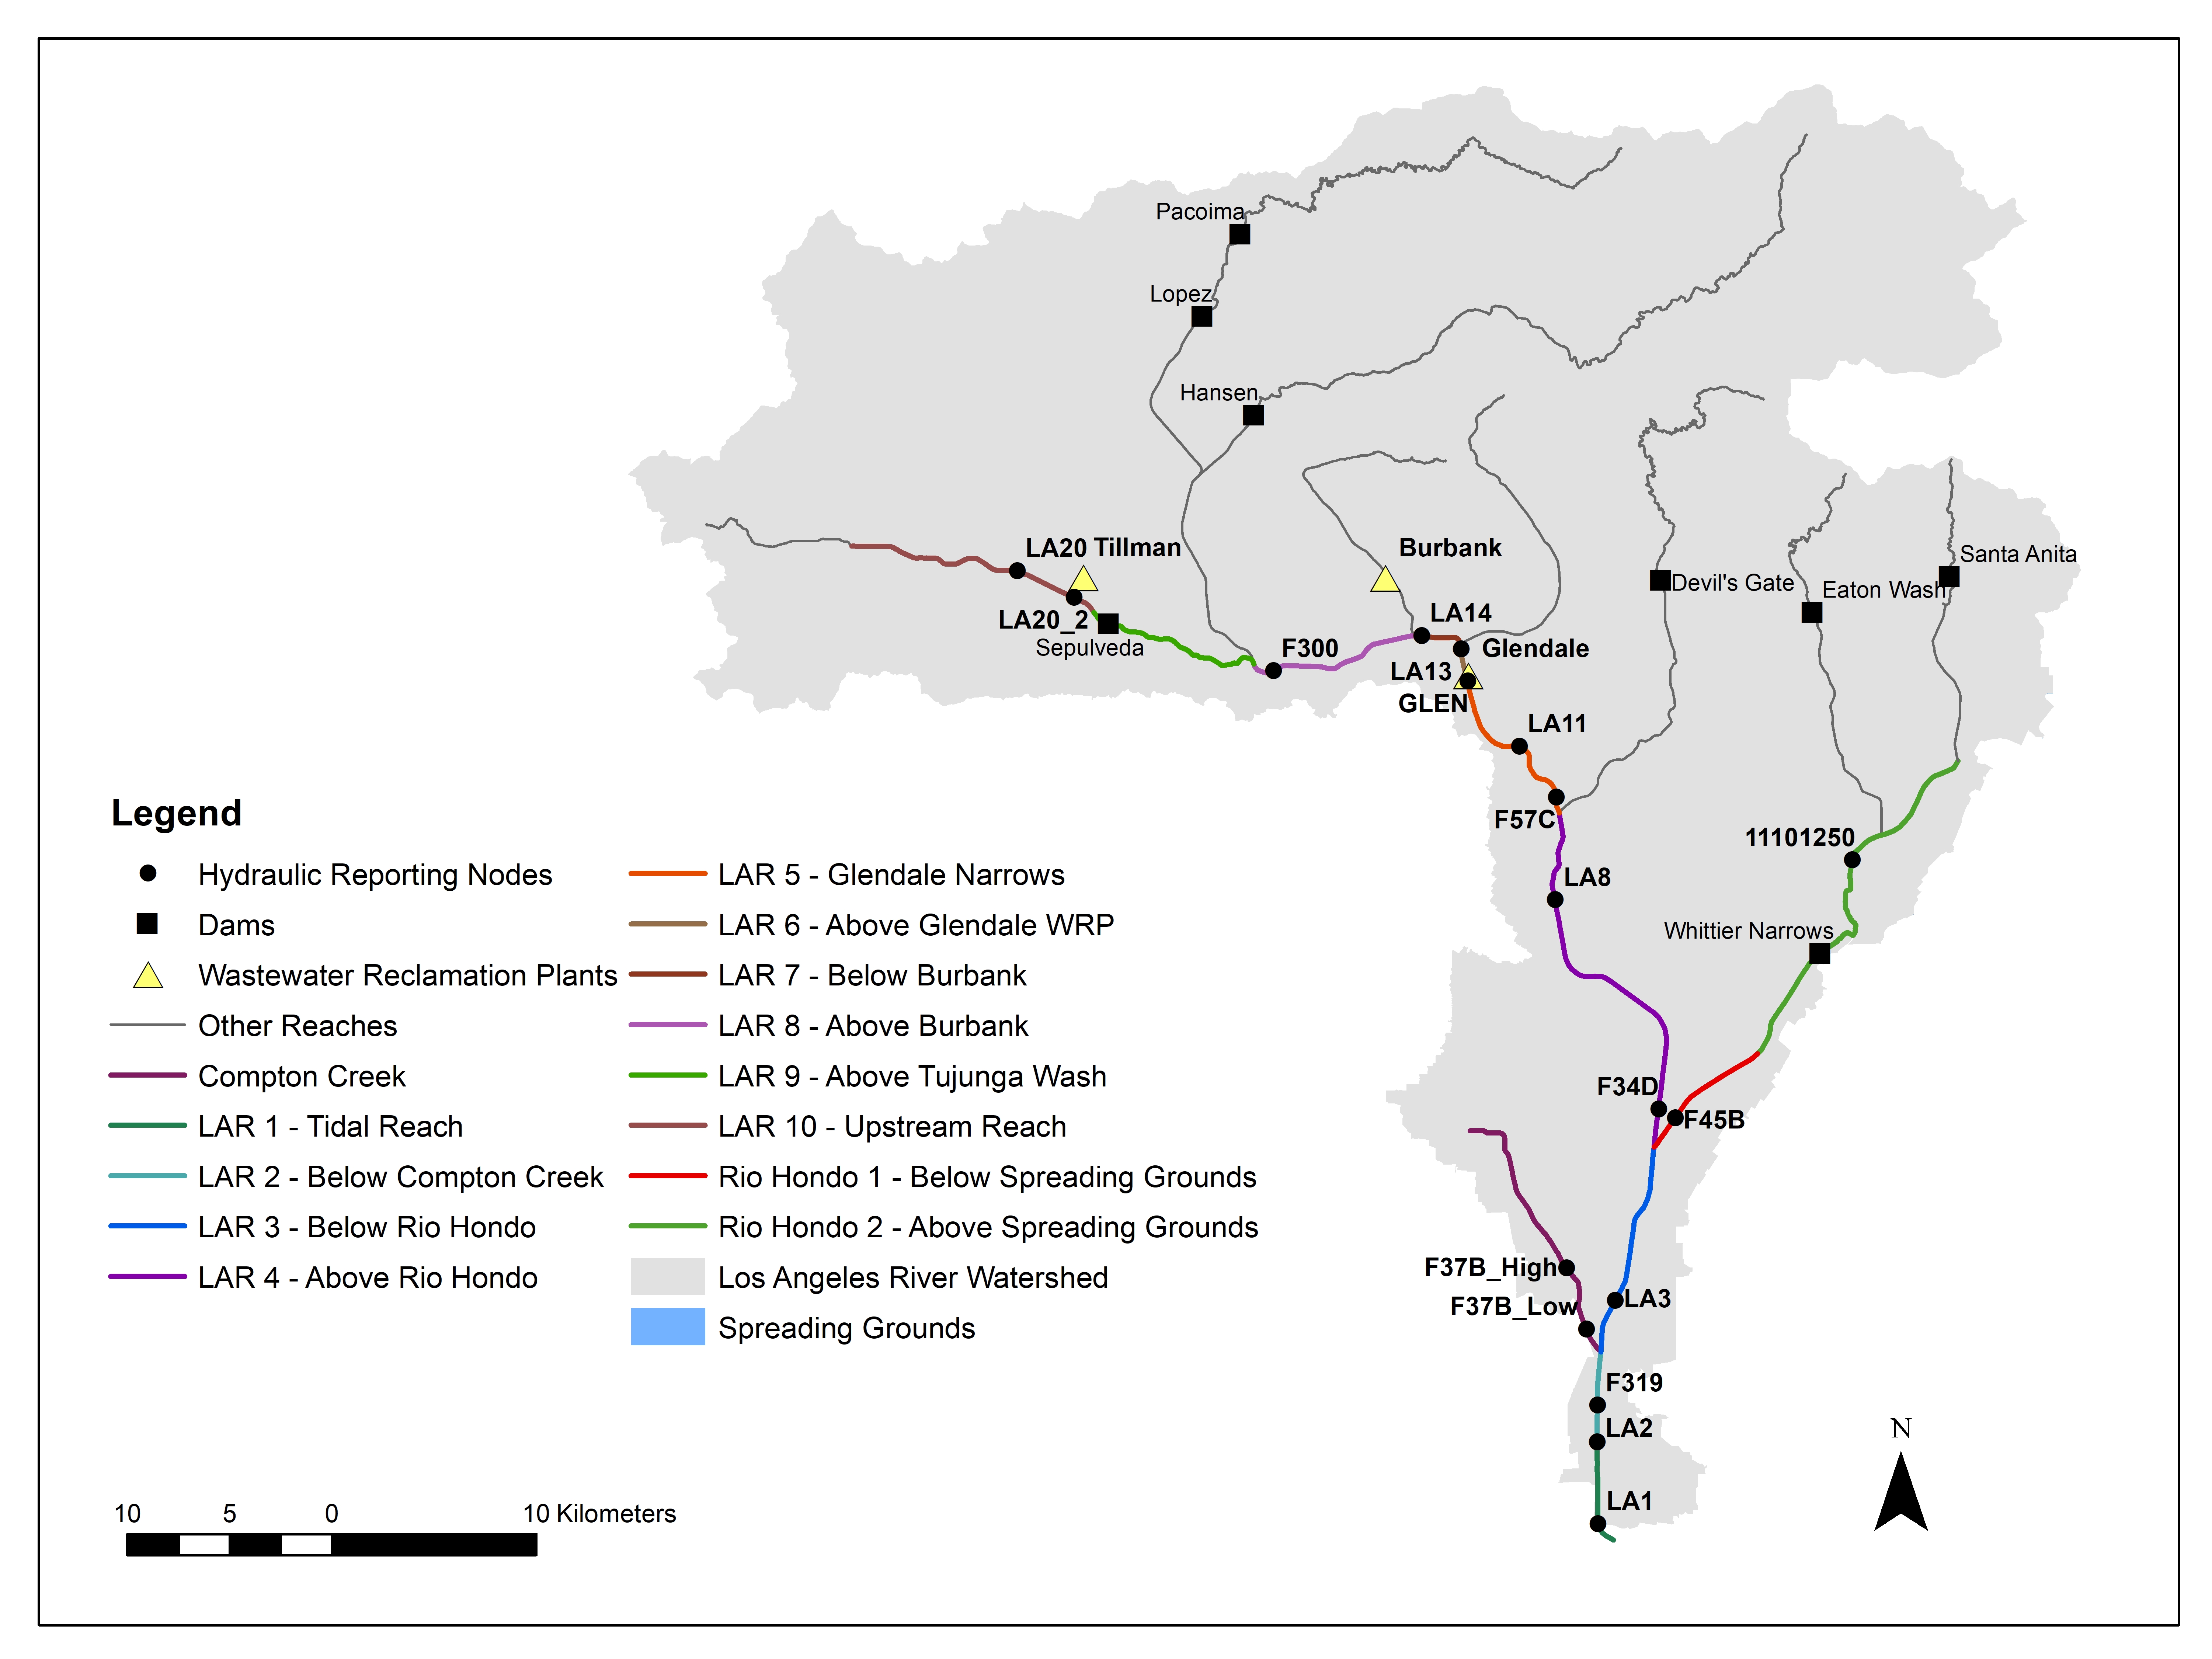 Pacoima
Lopez
Hansen
LA20 Tillman
Burbank
Santa Anita
Devil's Gate
Eaton Wash
LA20_2
Sepulveda
LA14
F300
Glendale
LA13
GLEN
LA11
F57C
11101250
LA8
Whittier Narrows
F34D
F45B
F37B_High
F37B_Low
LA3
F319
LA2
LA1
N
Legend
Hydraulic Reporting Nodes
Dams
Wastewater Reclamation Plants
Other Reaches
Compton Creek
LAR 1 - Tidal Reach
LAR 2 - Below Compton Creek
LAR 3 - Below Rio Hondo
LAR 4 - Above Rio Hondo
LAR 5 - Glendale Narrows
LAR 6 - Above Glendale WRP
LAR 7 - Below Burbank
LAR 8 - Above Burbank
LAR 9 - Above Tujunga Wash
LAR 10 - Upstream Reach
Rio Hondo 1 - Below Spreading Grounds
Rio Hondo 2 - Above Spreading Grounds
Los Angeles River Watershed
Spreading Grounds
10 5 0 10 Kilometers